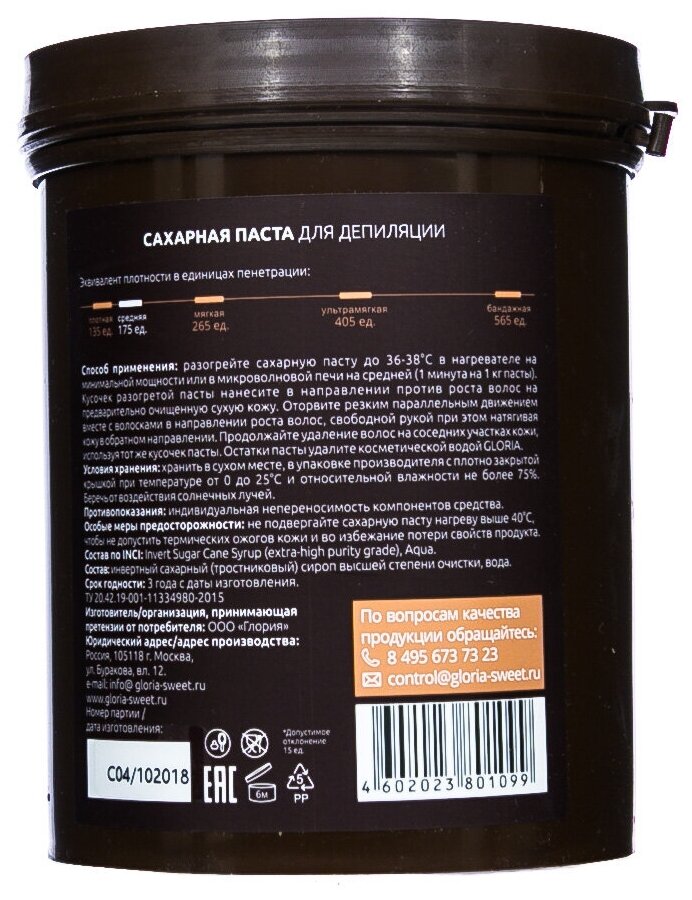 САХАРНАЯ ПАСТА ДЛЯ ДЕПИЛЯЦИИ
Эквивалент плотности в единицах пенетрации:
плотная средняя мягкая ультрамягкая бандажная
135 ед. 175 ед. 265 ед. 405 ед. 565 ед.
Способ применения: разогрейте сахарную пасту до 36-38°С в нагревателе на
минимальной мощности или в микроволновой печи на средней (1 минута на 1 кг пасты).
Кусочек разогретой пасты нанесите в направлении против роста волос на
предварительно очищенную сухую кожу. Оторвите резким параллельным движением
вместе с волосками в направлении роста волос, свободной рукой при этом натягивая
кожу в обратном направлении. Продолжайте удаление волос на соседних участках кожи,
используя тот же кусочек пасты. Остатки пасты удалите косметической водой GLORIA.
Условия хранения: хранить в сухом месте, в упаковке производителя с плотно закрытой
крышкой при температуре от 0 до 25°С и относительной влажности не более 75%.
Беречь от воздействия солнечных лучей.
Противопоказания: индивидуальная непереносимость компонентов средства.
Особые меры предосторожности: не подвергайте сахарную пасту нагреву выше 40°С,
чтобы не допустить термических ожогов кожи и во избежание потери свойств продукта.
Состав по INCI: Invert Sugar Cane Syrup (extra-high purity grade), Aqua.
Состав: инвертный сахарный (тростниковый) сироп высшей степени очистки, вода.
Срок годности: 3 года с даты изготовления.
ТУ 20.42.19-001-11334980-2015
Изготовитель/организация, принимающая
претензии от потребителя: ООО «Глория»
Юридический адрес/адрес производства:
Россия, 105118 г. Москва,
ул. Буракова, вл. 12.
e-mail: info@ gloria-sweet.ru
www.gloria-sweet.ru
Номер партии /
дата изготовления:
С04/102018
По вопросам качества
продукции обращайтесь:
8 495 673 73 23
control@gloria-sweet.ru
*Допустимое
отклонение
15 ед.
EAC
6м
5
PP
4 602023 801099